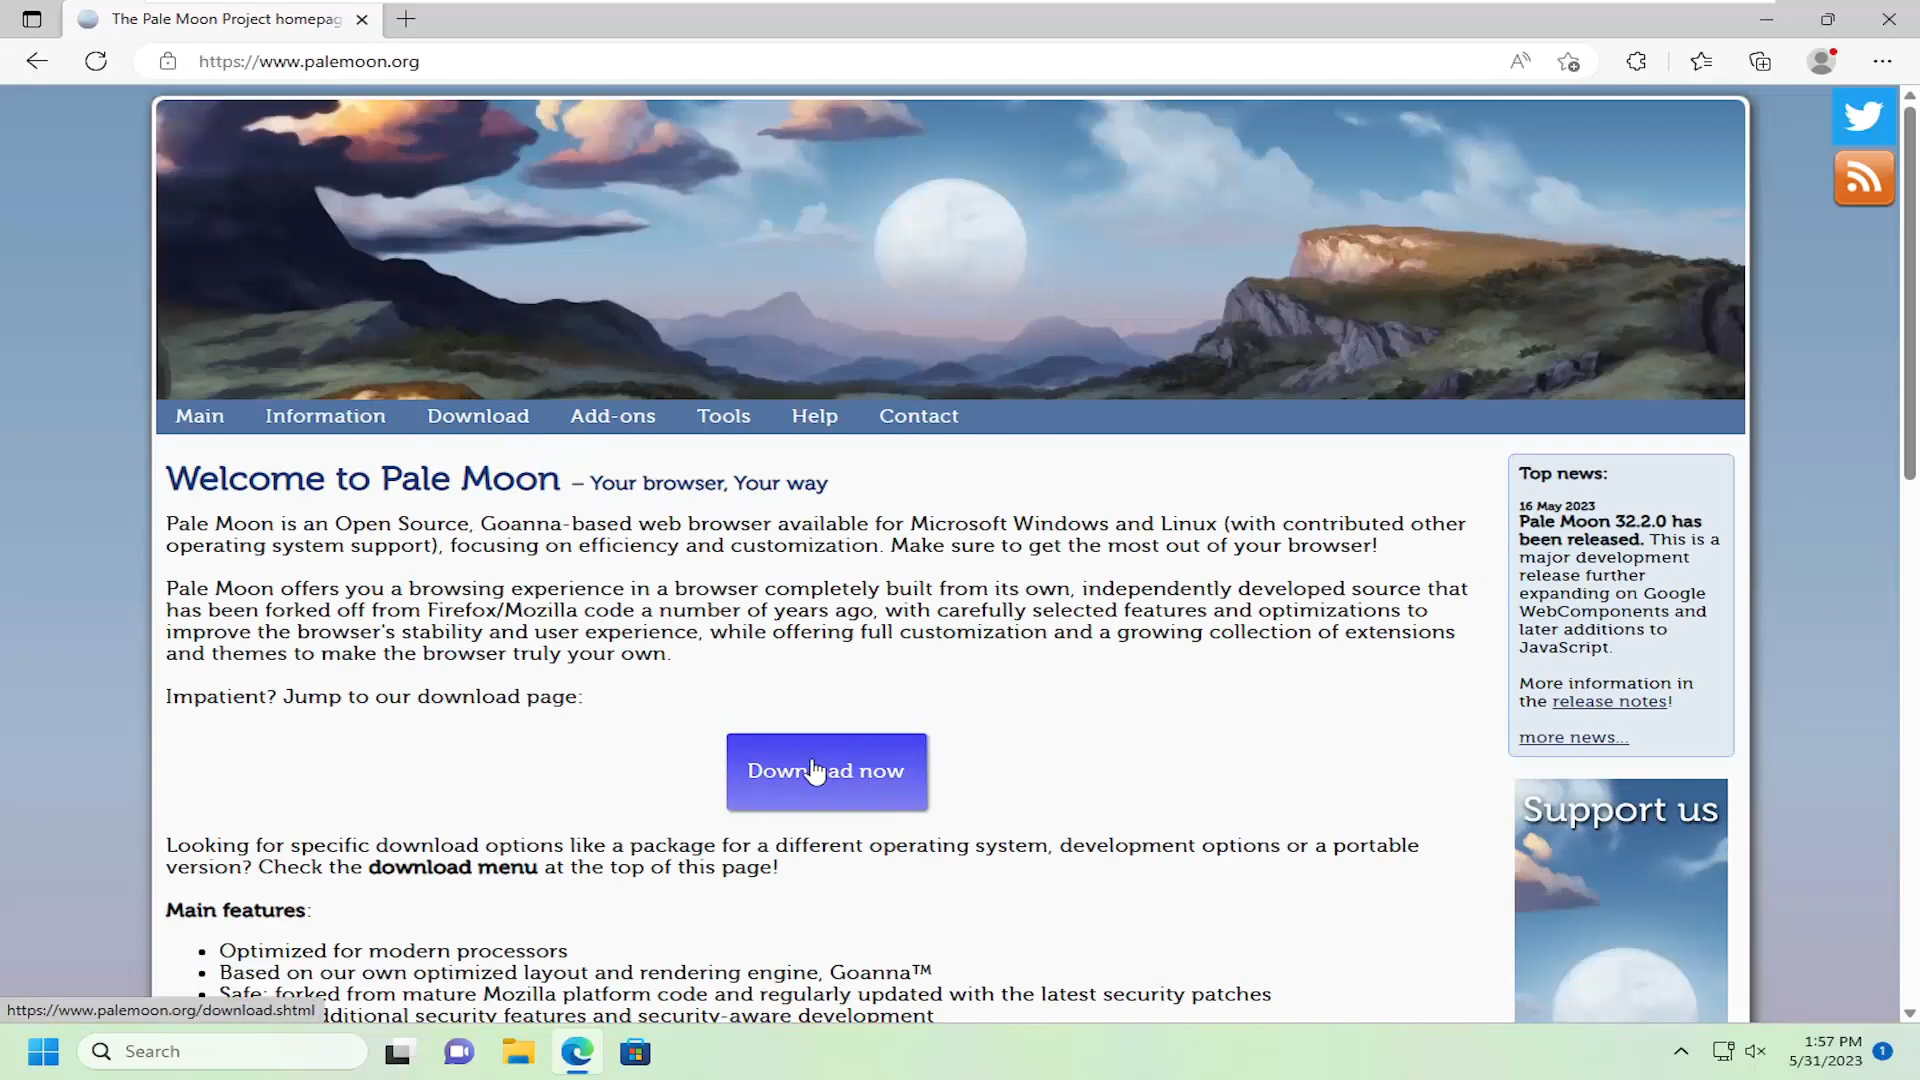 The Pale Moon Project homepag
https://www.palemoon.org
Main Information Download Add-ons Tools Help Contact
Welcome to Pale Moon – Your browser, Your way
Pale Moon is an Open Source, Goanna-based web browser available for Microsoft Windows and Linux (with contributed other
operating system support), focusing on efficiency and customization. Make sure to get the most out of your browser!
Pale Moon offers you a browsing experience in a browser completely built from its own, independently developed source that
has been forked off from Firefox/Mozilla code a number of years ago, with carefully selected features and optimizations to
improve the browser's stability and user experience, while offering full customization and a growing collection of extensions
and themes to make the browser truly your own.
Impatient? Jump to our download page:
Download now
Looking for specific download options like a package for a different operating system, development options or a portable
version? Check the download menu at the top of this page!
Main features:
• Optimized for modern processors
• Based on our own optimized layout and rendering engine, Goanna™
• Safe: forked from mature Mozilla platform code and regularly updated with the latest security patches
dditional security features and security-aware development
Top news:
16 May 2023
Pale Moon 32.2.0 has
been released. This is a
major development
release further
expanding on Google
WebComponents and
later additions to
JavaScript.
More information in
the release notes!
more news...
Support us
https://www.palemoon.org/download.shtml
Search
1:57 PM
5/31/2023
1